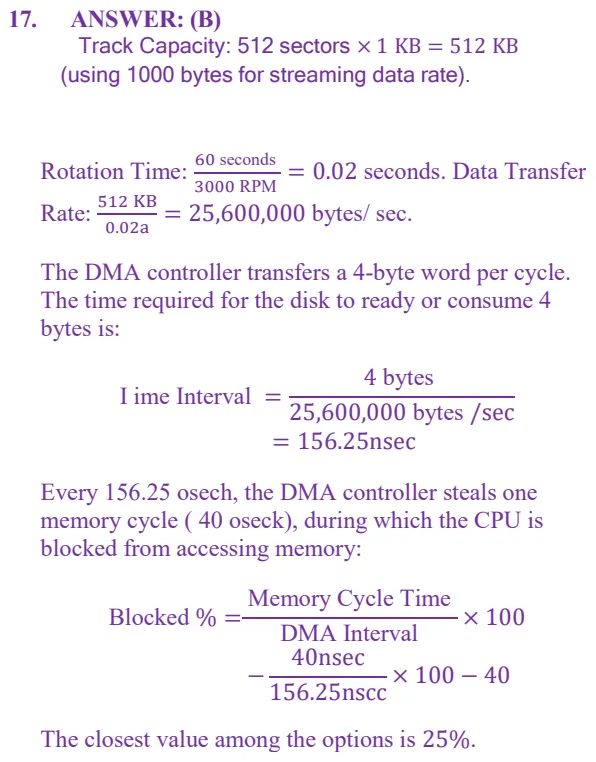 17. ANSWER: (B)
Track Capacity: 512 sectors × 1 KB = 512 KB
(using 1000 bytes for streaming data rate).
Rotation Time: 60 seconds / 3000 RPM = 0.02 seconds. Data Transfer
Rate: 512 KB / 0.02a = 25,600,000 bytes/ sec.
The DMA controller transfers a 4-byte word per cycle.
The time required for the disk to ready or consume 4
bytes is:
I ime Interval = 4 bytes / 25,600,000 bytes /sec
= 156.25nsec
Every 156.25 osech, the DMA controller steals one
memory cycle ( 40 oseck), during which the CPU is
blocked from accessing memory:
Blocked % = Memory Cycle Time / DMA Interval × 100
− 40nsec / 156.25nscc × 100 − 40
The closest value among the options is 25%.